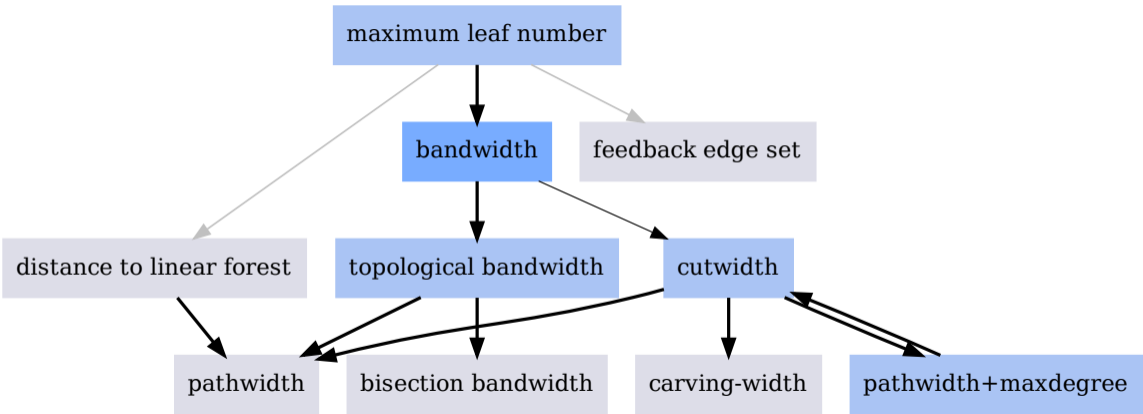 maximum leaf number
bandwidth
feedback edge set
distance to linear forest
topological bandwidth
cutwidth
pathwidth
bisection bandwidth
carving-width
pathwidth+maxdegree